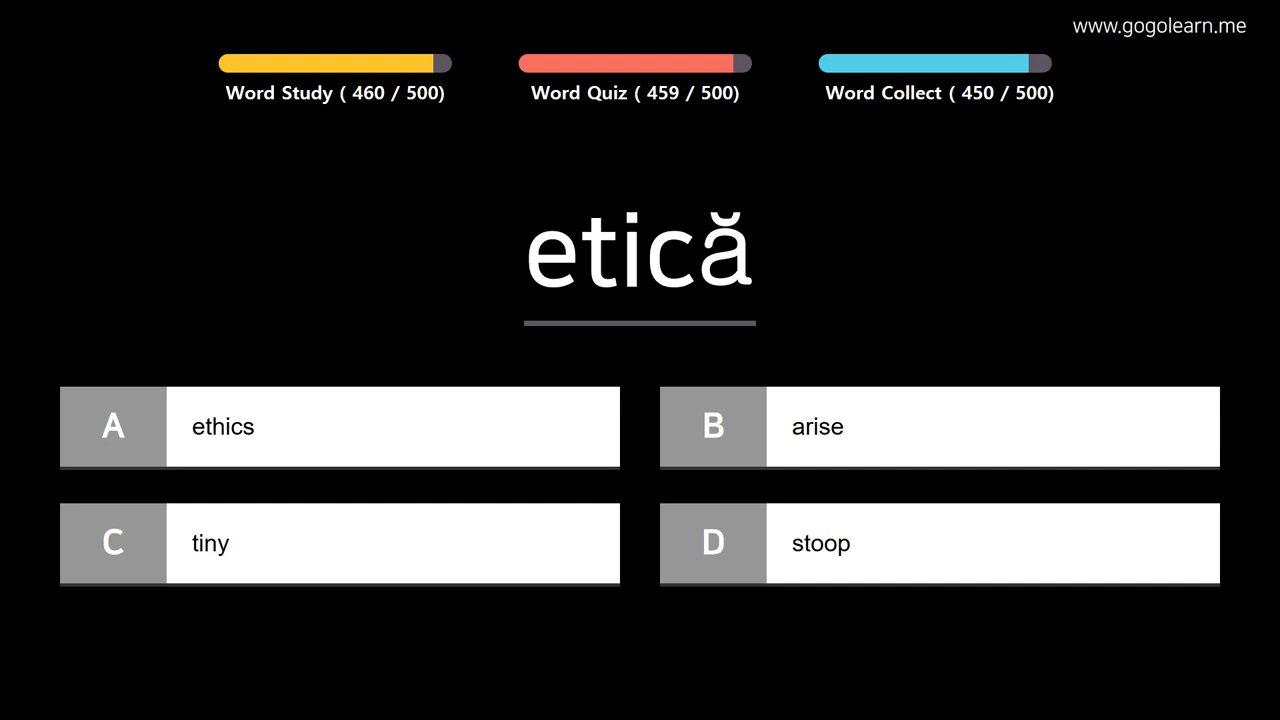 www.gogolearn.me
Word Study ( 460 / 500)
Word Quiz ( 459 / 500)
Word Collect ( 450 / 500)
etică
A ethics
B arise
C tiny
D stoop